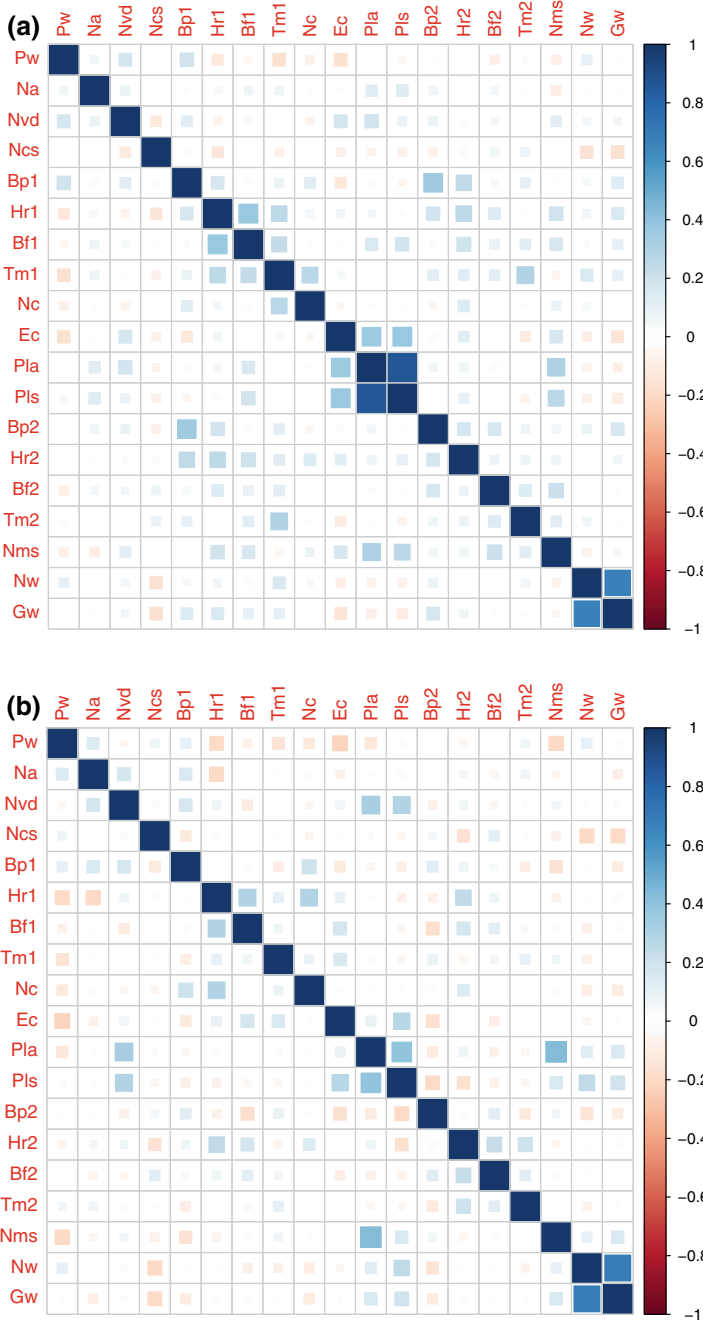 (a)
Pw Na Nvd Ncs Bp1 Hr1 Bf1 Tm1 Nc Ec Pla Pls Bp2 Hr2 Bf2 Tm2 Nms Nw Gw
Pw
Na
Nvd
Ncs
Bp1
Hr1
Bf1
Tm1
Nc
Ec
Pla
Pls
Bp2
Hr2
Bf2
Tm2
Nms
Nw
Gw
1
0.8
0.6
0.4
0.2
0
−0.2
−0.4
−0.6
−0.8
−1
(b)
Pw Na Nvd Ncs Bp1 Hr1 Bf1 Tm1 Nc Ec Pla Pls Bp2 Hr2 Bf2 Tm2 Nms Nw Gw
Pw
Na
Nvd
Ncs
Bp1
Hr1
Bf1
Tm1
Nc
Ec
Pla
Pls
Bp2
Hr2
Bf2
Tm2
Nms
Nw
Gw
1
0.8
0.6
0.4
0.2
0
−0.2
−0.4
−0.6
−0.8
−1